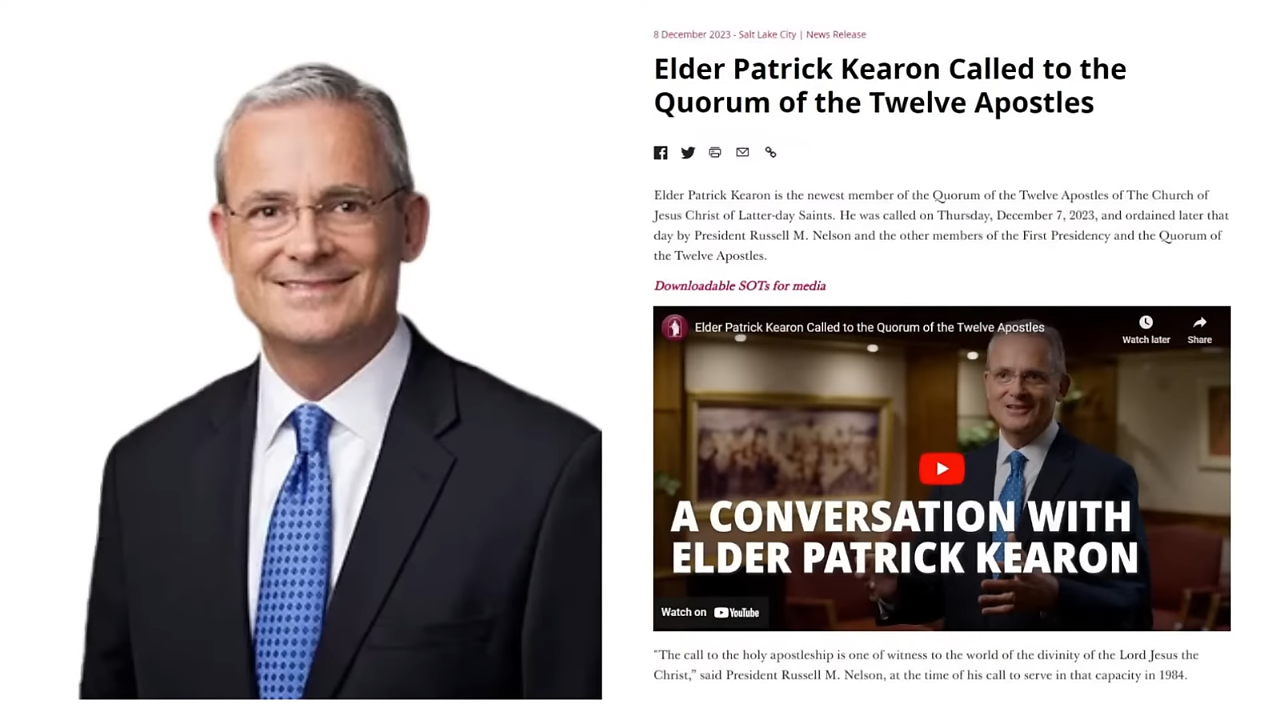 8 December 2023 - Salt Lake City | News Release
Elder Patrick Kearon Called to the
Quorum of the Twelve Apostles
Elder Patrick Kearon is the newest member of the Quorum of the Twelve Apostles of The Church of
Jesus Christ of Latter-day Saints. He was called on Thursday, December 7, 2023, and ordained later that
day by President Russell M. Nelson and the other members of the First Presidency and the Quorum of
the Twelve Apostles.
Downloadable SOTs for media
Elder Patrick Kearon Called to the Quorum of the Twelve Apostles
Watch later
Share
A CONVERSATION WITH
ELDER PATRICK KEARON
Watch on YouTube
"The call to the holy apostleship is one of witness to the world of the divinity of the Lord Jesus the
Christ,” said President Russell M. Nelson, at the time of his call to serve in that capacity in 1984.